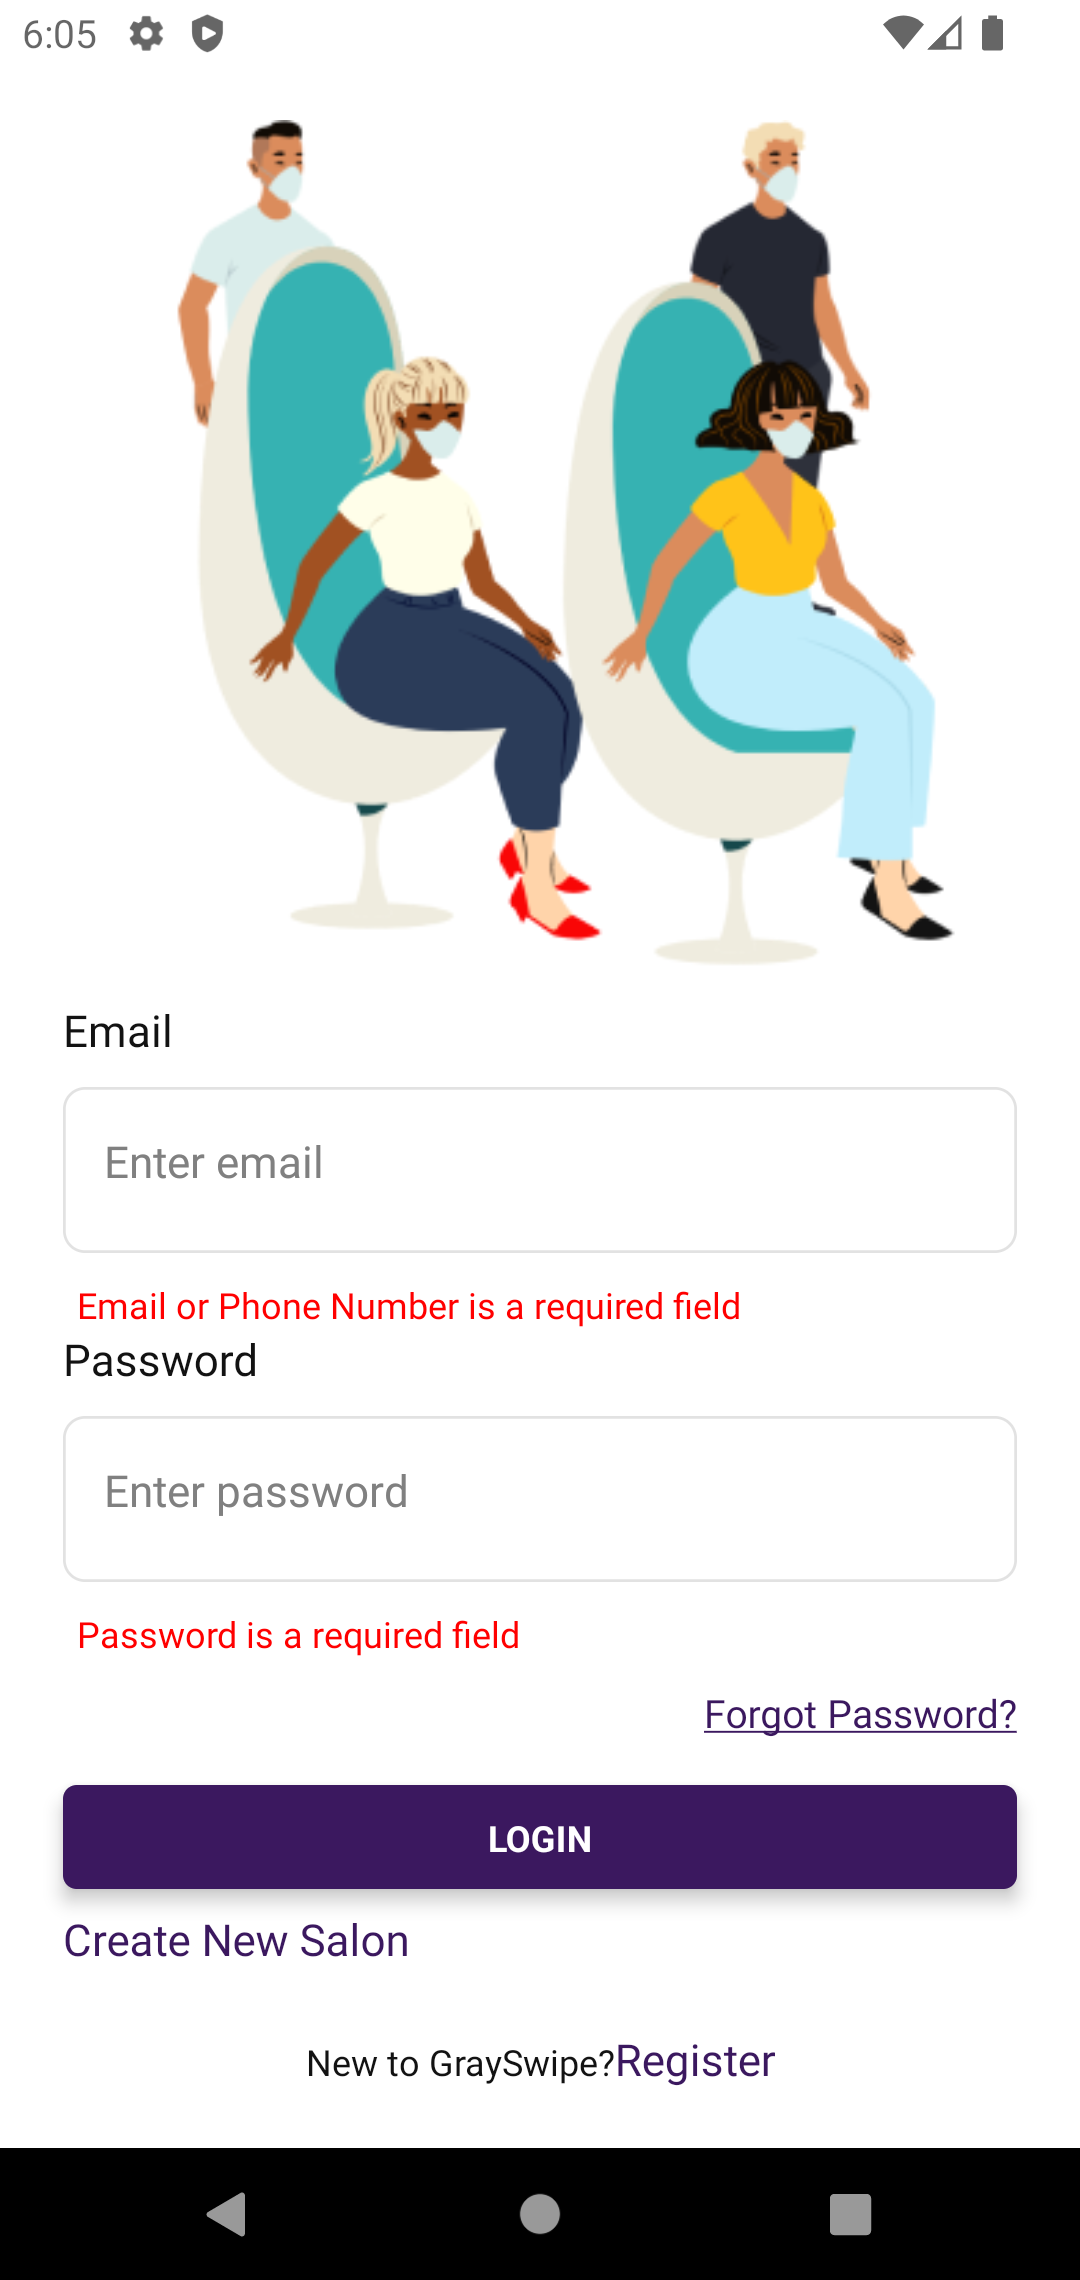 6:05
Email
Enter email
Email or Phone Number is a required field
Password
Enter password
Password is a required field
Forgot Password?
LOGIN
Create New Salon
New to GraySwipe?Register